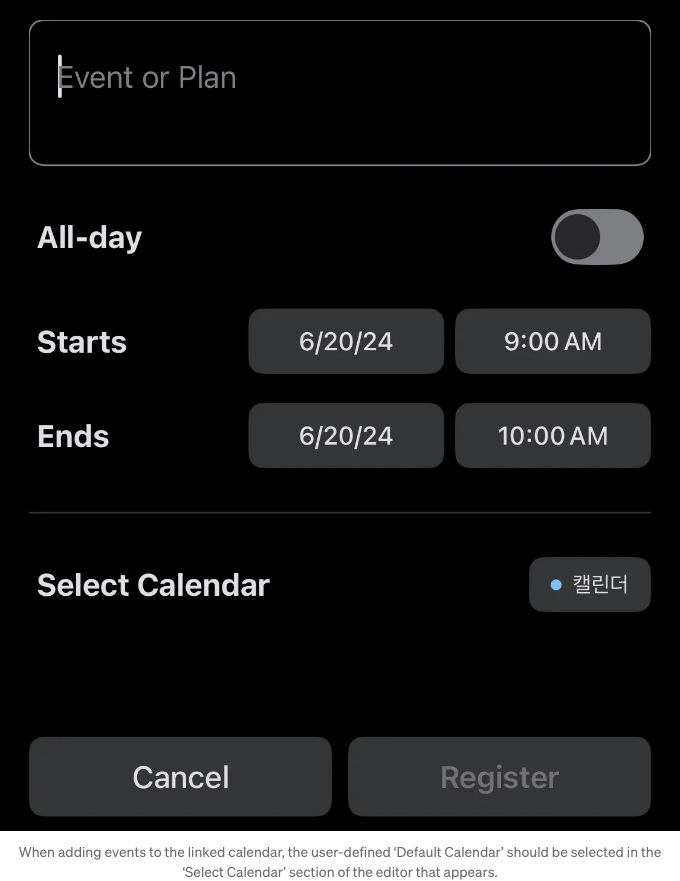 Event or Plan
All-day
Starts 6/20/24 9:00 AM
Ends 6/20/24 10:00 AM
Select Calendar 캘린더
Cancel Register
When adding events to the linked calendar, the user-defined ‘Default Calendar’ should be selected in the
‘Select Calendar’ section of the editor that appears.